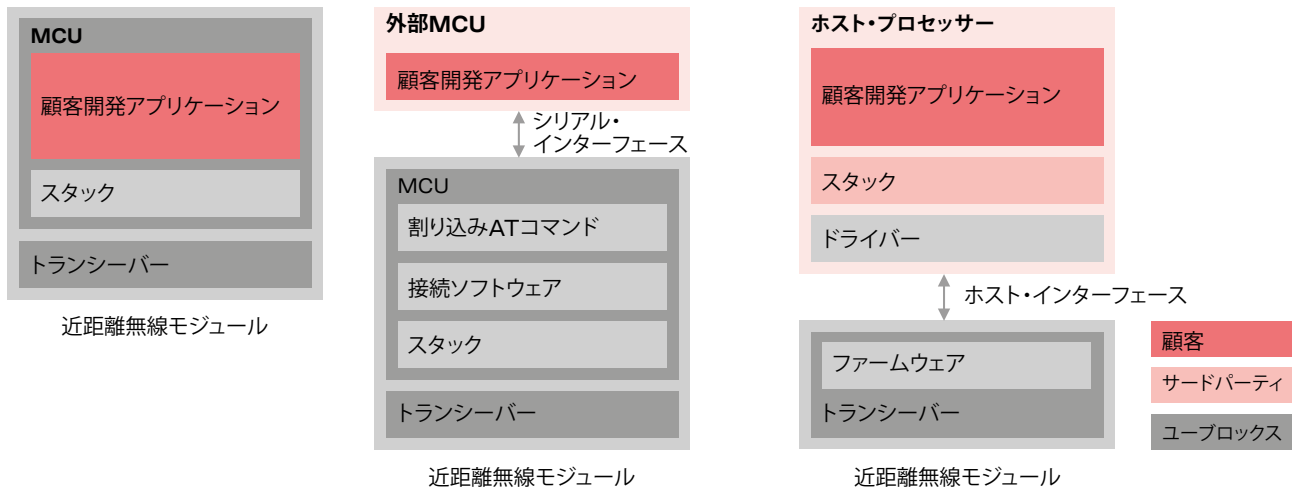 MCU
顧客開発アプリケーション
スタック
トランシーバー
近距離無線モジュール
外部MCU
顧客開発アプリケーション
シリアル・
インターフェース
MCU
割り込みATコマンド
接続ソフトウェア
スタック
トランシーバー
近距離無線モジュール
ホスト・プロセッサー
顧客開発アプリケーション
スタック
ドライバー
ホスト・インターフェース
ファームウェア
トランシーバー
近距離無線モジュール
顧客
サードパーティ
ユーブロックス